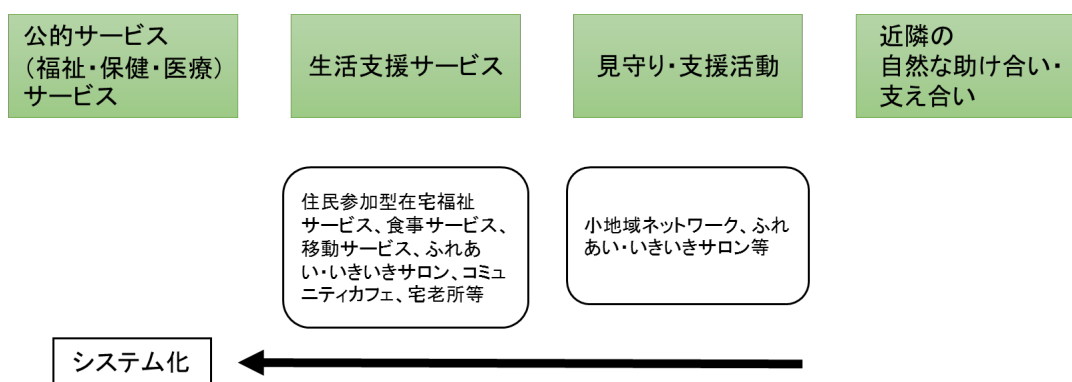 公的サービス
（福祉・保健・医療）
サービス
生活支援サービス
見守り・支援活動
近隣の
自然な助け合い・
支え合い
住民参加型在宅福祉
サービス、食事サービス、
移動サービス、ふれあ
い・いきいきサロン、コミュ
ニティカフェ、宅老所等
小地域ネットワーク、ふれ
あい・いきいきサロン等
システム化